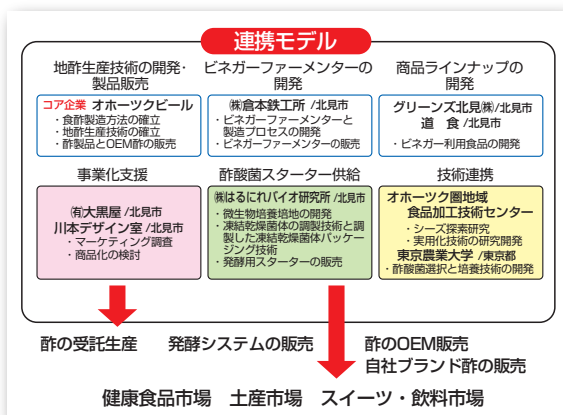 連携モデル
地酢生産技術の開発・
製品販売
コア企業 オホーツクビール
・食酢製造方法の確立
・地酢生産技術の確立
・酢製品とOEM酢の販売
ビネガーファーメンターの
開発
㈱倉本鉄工所/北見市
・ビネガーファーメンターと
製造プロセスの開発
・ビネガーファーメンターの販売
商品ラインナップの
開発
グリーンズ北見㈱/北見市
道 食/北見市
・ビネガー利用食品の開発
事業化支援
㈲大黒屋/北見市
川本デザイン室/北見市
・マーケティング調査
・商品化の検討
酢酸菌スターター供給
㈱はるにれバイオ研究所/北見市
・微生物培養培地の開発
・凍結乾燥菌体の調製技術と調
製した凍結乾燥菌体パッケー
ジング技術
・発酵用スターターの販売
技術連携
オホーツク圏地域
食品加工技術センター
・シーズ探索研究
・実用化技術の研究開発
東京農業大学/東京都
・酢酸菌選択と培養技術の開発
酢の受託生産
発酵システムの販売
酢のOEM販売
自社ブランド酢の販売
健康食品市場 土産市場 スイーツ・飲料市場